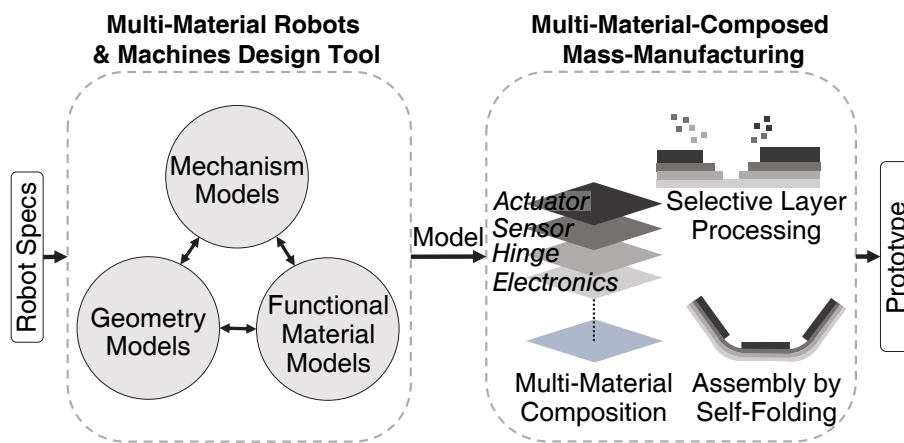 Multi-Material Robots
& Machines Design Tool
Multi-Material-Composed
Mass-Manufacturing
Robot Specs
Mechanism
Models
Geometry
Models
Functional
Material
Models
Model
Actuator
Sensor
Hinge
Electronics
Multi-Material
Composition
Selective Layer
Processing
Assembly by
Self-Folding
Prototype